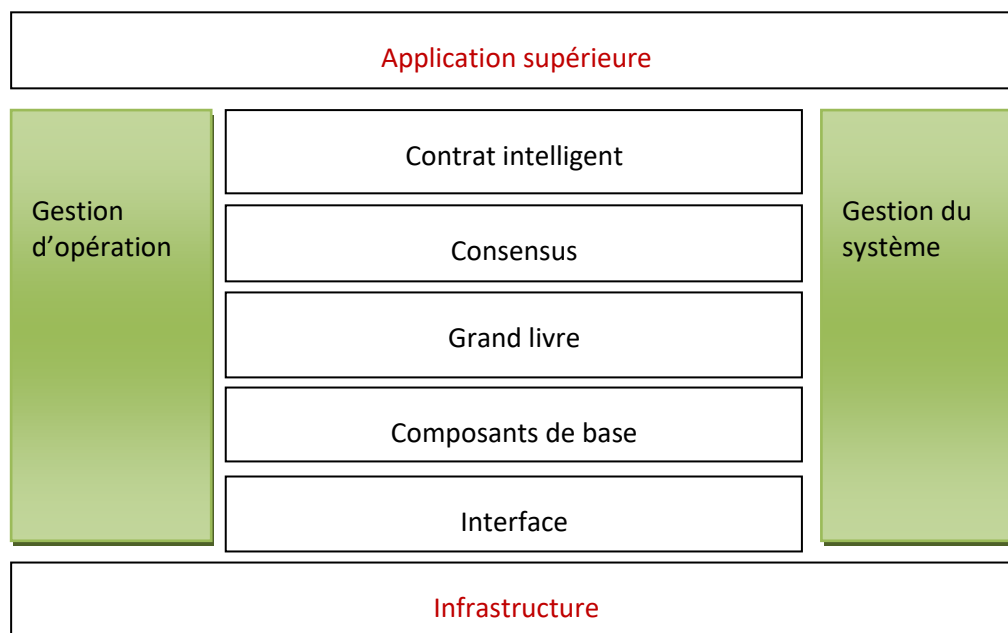 Application supérieure
Contrat intelligent
Gestion
d’opération
Gestion du
système
Consensus
Grand livre
Composants de base
Interface
Infrastructure